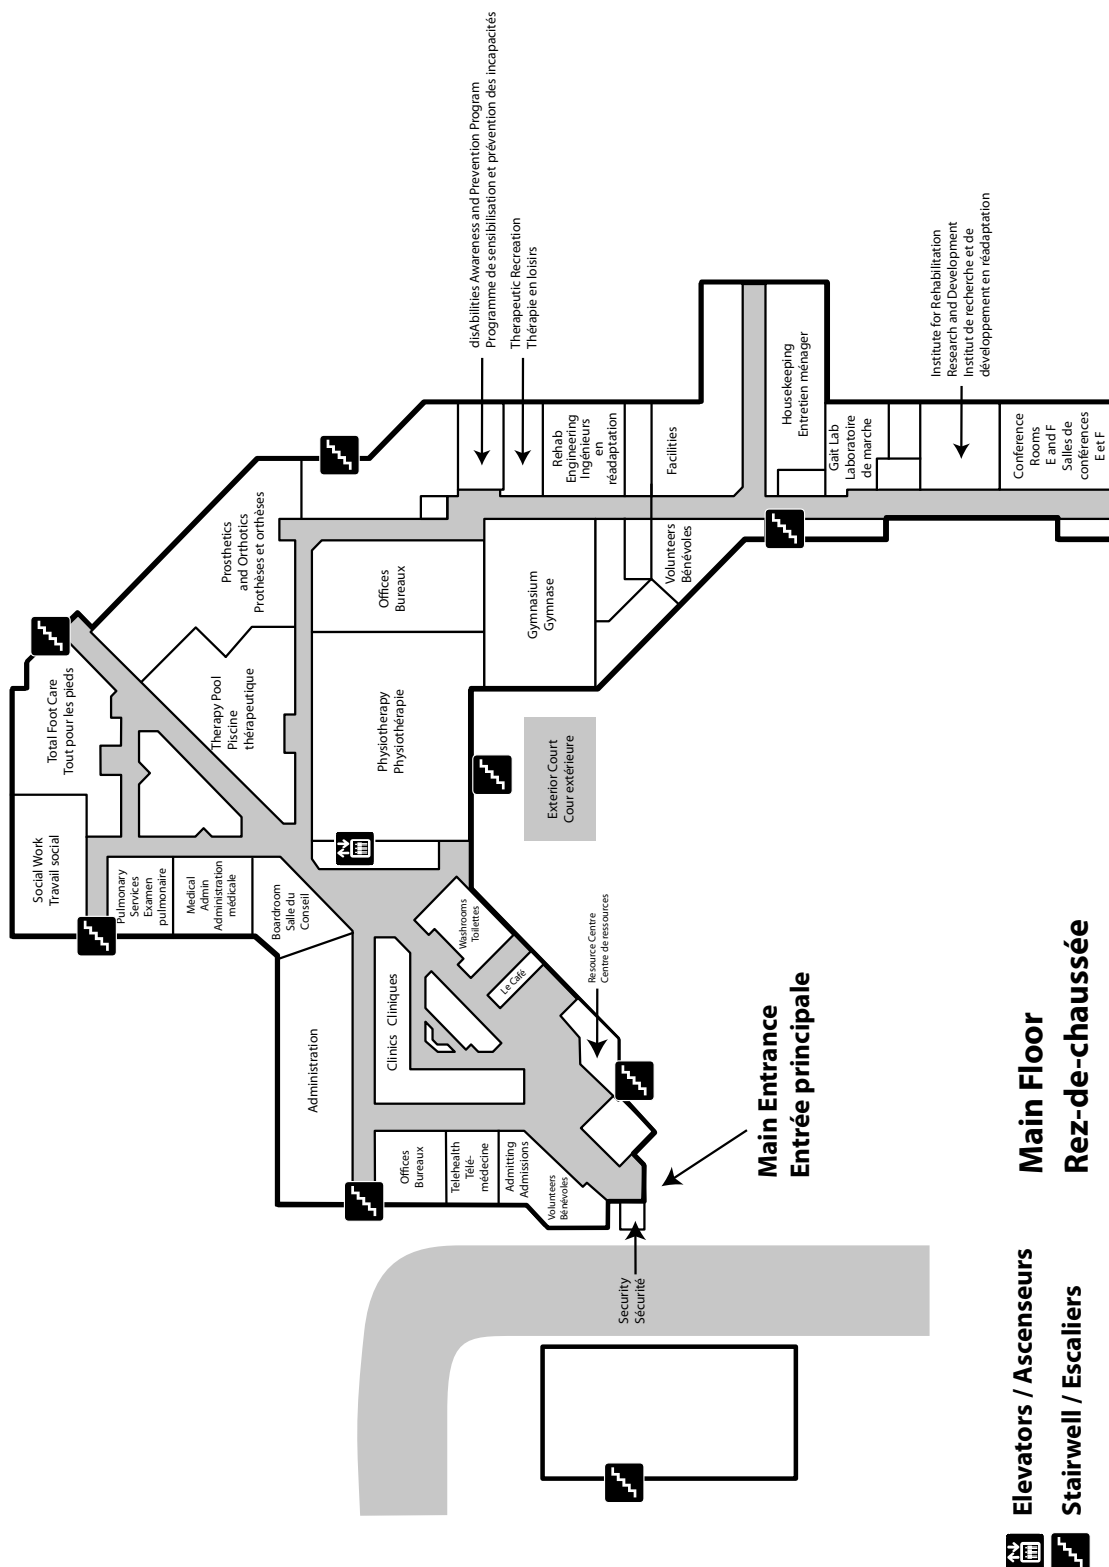 disAbilities Awareness and Prevention Program
Programme de sensibilisation et prévention des incapacités
Therapeutic Recreation
Thérapie en loisirs
Institute for Rehabilitation
Research and Development
Institut de recherche et de
développement en réadaptation
Housekeeping
Entretien ménager
Rehab
Engineering
Ingénieurs
en
réadaptation
Facilities
Gait Lab
Laboratoire
de marche
Conference
Rooms
E and F
Salles de
conférences
E et F
Prosthetics
and Orthotics
Prothèses et orthèses
Offices
Bureaux
Gymnasium
Gymnase
Volunteers
Bénévoles
Total Foot Care
Tout pour les pieds
Therapy Pool
Piscine
thérapeutique
Physiotherapy
Physiothérapie
Exterior Court
Cour extérieure
Social Work
Travail social
Pulmonary
Services
Examen
pulmonaire
Medical
Admin
Administration
médicale
Boardroom
Salle du
Conseil
Washrooms
Toilettes
Le Café
Resource Centre
Centre de ressources
Administration
Clinics Cliniques
Offices
Bureaux
Telehealth
Télé-
médecine
Admitting
Admissions
Volunteers
Bénévoles
Security
Sécurité
Main Entrance
Entrée principale
Main Floor
Rez-de-chaussée
Elevators / Ascenseurs
Stairwell / Escaliers